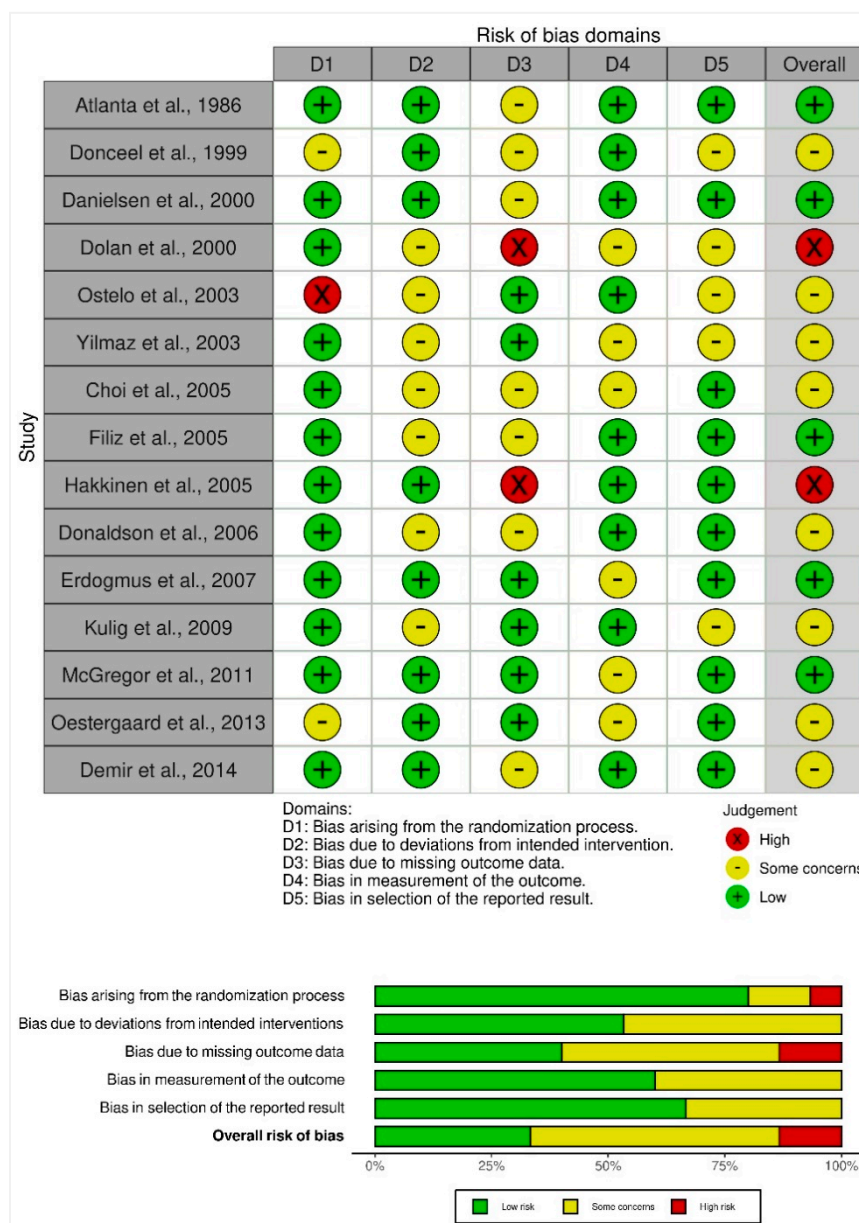 Risk of bias domains
D1 D2 D3 D4 D5 Overall
Study
Atlanta et al., 1986 + + - + + +
Donceel et al., 1999 - + - + - -
Danielsen et al., 2000 + + - + + +
Dolan et al., 2000 + - X - - X
Ostelo et al., 2003 X - + + - -
Yilmaz et al., 2003 + - + - - -
Choi et al., 2005 + - - - + -
Filiz et al., 2005 + - - + + +
Hakkinen et al., 2005 + + X + + X
Donaldson et al., 2006 + - - + + -
Erdogmus et al., 2007 + + + - + +
Kulig et al., 2009 + - + + - -
McGregor et al., 2011 + + + - + +
Oestergaard et al., 2013 - + + - + -
Demir et al., 2014 + + - + + -
Domains:
D1: Bias arising from the randomization process.
D2: Bias due to deviations from intended intervention.
D3: Bias due to missing outcome data.
D4: Bias in measurement of the outcome.
D5: Bias in selection of the reported result.
Judgement
X High
- Some concerns
+ Low
Bias arising from the randomization process
Bias due to deviations from intended interventions
Bias due to missing outcome data
Bias in measurement of the outcome
Bias in selection of the reported result
Overall risk of bias
0% 25% 50% 75% 100%
Low risk Some concerns High risk